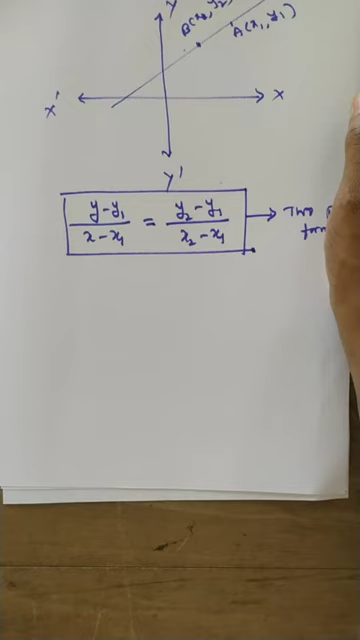 y
B(x₂, y₂)
A(x₁, y₁)
x' x
y'
y-y₁ / x-x₁ = y₂-y₁ / x₂-x₁ → Two